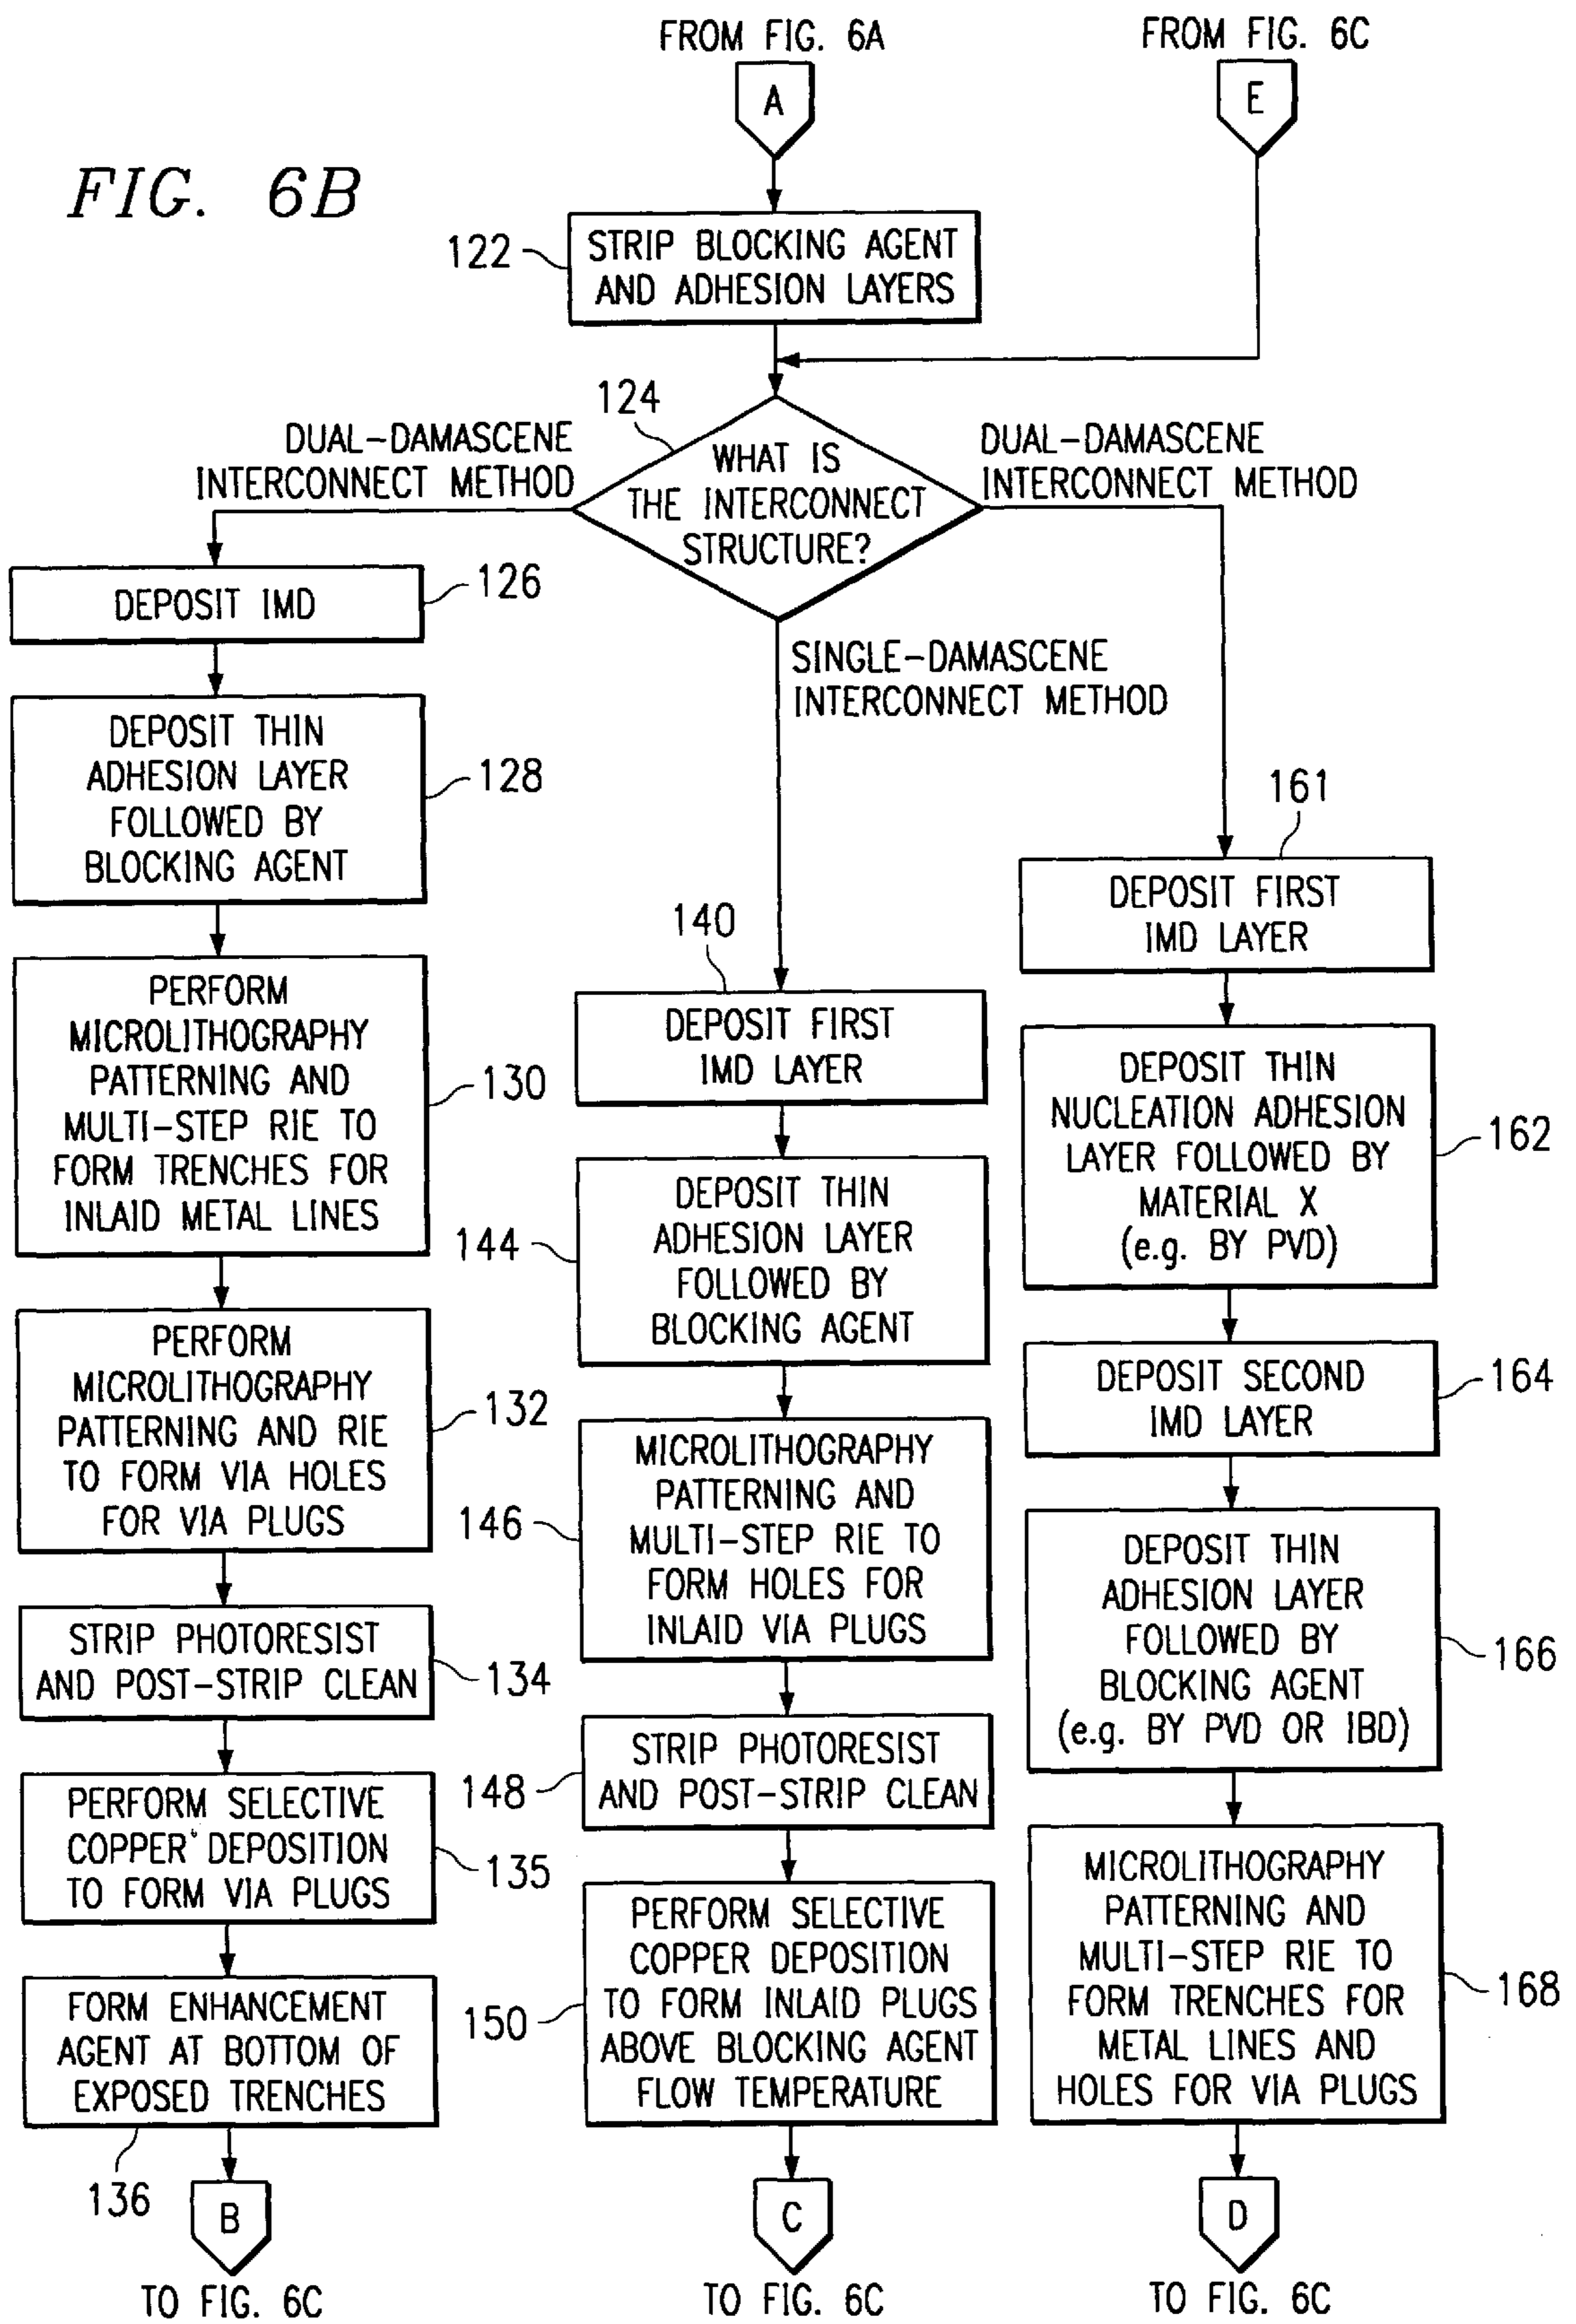 FROM FIG. 6A
FROM FIG. 6C
A
E
FIG. 6B
122
STRIP BLOCKING AGENT
AND ADHESION LAYERS
124
WHAT IS
THE INTERCONNECT
STRUCTURE?
DUAL-DAMASCENE
INTERCONNECT METHOD
DUAL-DAMASCENE
INTERCONNECT METHOD
SINGLE-DAMASCENE
INTERCONNECT METHOD
DEPOSIT IMD
126
DEPOSIT THIN
ADHESION LAYER
FOLLOWED BY
BLOCKING AGENT
128
PERFORM
MICROLITHOGRAPHY
PATTERNING AND
MULTI-STEP RIE TO
FORM TRENCHES FOR
INLAID METAL LINES
130
PERFORM
MICROLITHOGRAPHY
PATTERNING AND RIE
TO FORM VIA HOLES
FOR VIA PLUGS
132
STRIP PHOTORESIST
AND POST-STRIP CLEAN
134
PERFORM SELECTIVE
COPPER DEPOSITION
TO FORM VIA PLUGS
135
FORM ENHANCEMENT
AGENT AT BOTTOM OF
EXPOSED TRENCHES
136
B
TO FIG. 6C
140
DEPOSIT FIRST
IMD LAYER
144
DEPOSIT THIN
ADHESION LAYER
FOLLOWED BY
BLOCKING AGENT
146
MICROLITHOGRAPHY
PATTERNING AND
MULTI-STEP RIE TO
FORM HOLES FOR
INLAID VIA PLUGS
148
STRIP PHOTORESIST
AND POST-STRIP CLEAN
150
PERFORM SELECTIVE
COPPER DEPOSITION
TO FORM INLAID PLUGS
ABOVE BLOCKING AGENT
FLOW TEMPERATURE
C
TO FIG. 6C
161
DEPOSIT FIRST
IMD LAYER
DEPOSIT THIN
NUCLEATION ADHESION
LAYER FOLLOWED BY
MATERIAL X
(e.g. BY PVD)
162
DEPOSIT SECOND
IMD LAYER
164
DEPOSIT THIN
ADHESION LAYER
FOLLOWED BY
BLOCKING AGENT
(e.g. BY PVD OR IBD)
166
MICROLITHOGRAPHY
PATTERNING AND
MULTI-STEP RIE TO
FORM TRENCHES FOR
METAL LINES AND
HOLES FOR VIA PLUGS
168
D
TO FIG. 6C